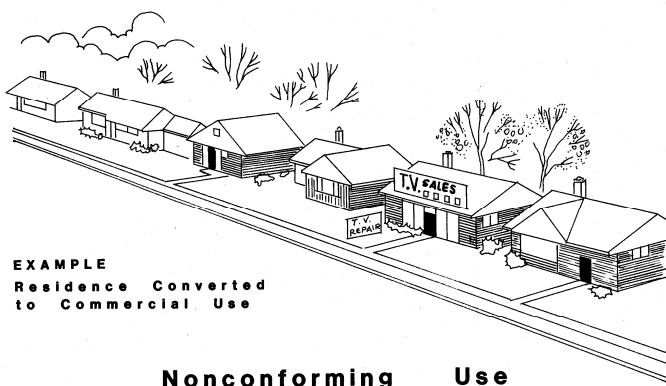 T.V. SALES
T.V.
REPAIR
EXAMPLE
Residence Converted
to Commercial Use
Nonconforming Use